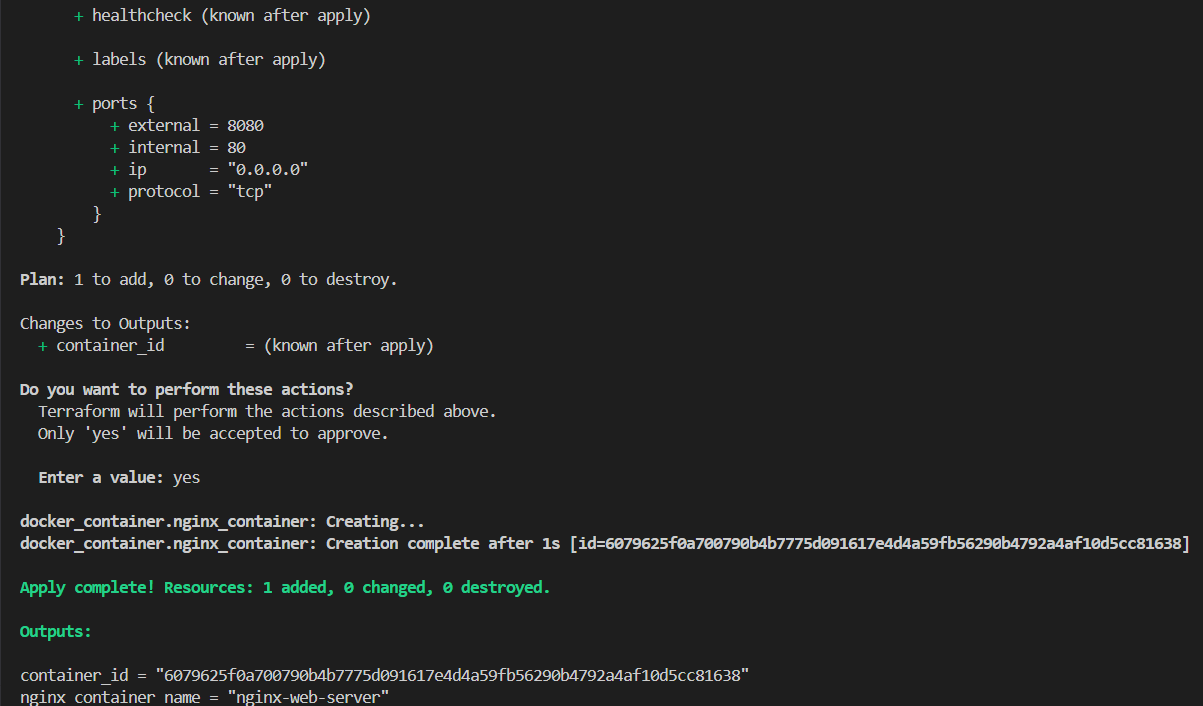 + healthcheck (known after apply)
+ labels (known after apply)
+ ports {
+ external = 8080
+ internal = 80
+ ip       = "0.0.0.0"
+ protocol = "tcp"
}
}
Plan: 1 to add, 0 to change, 0 to destroy.
Changes to Outputs:
+ container_id         = (known after apply)
Do you want to perform these actions?
Terraform will perform the actions described above.
Only 'yes' will be accepted to approve.
Enter a value: yes
docker_container.nginx_container: Creating...
docker_container.nginx_container: Creation complete after 1s [id=6079625f0a700790b4b7775d091617e4d4a59fb56290b4792a4af10d5cc81638]
Apply complete! Resources: 1 added, 0 changed, 0 destroyed.
Outputs:
container_id = "6079625f0a700790b4b7775d091617e4d4a59fb56290b4792a4af10d5cc81638"
nginx_container_name = "nginx-web-server"